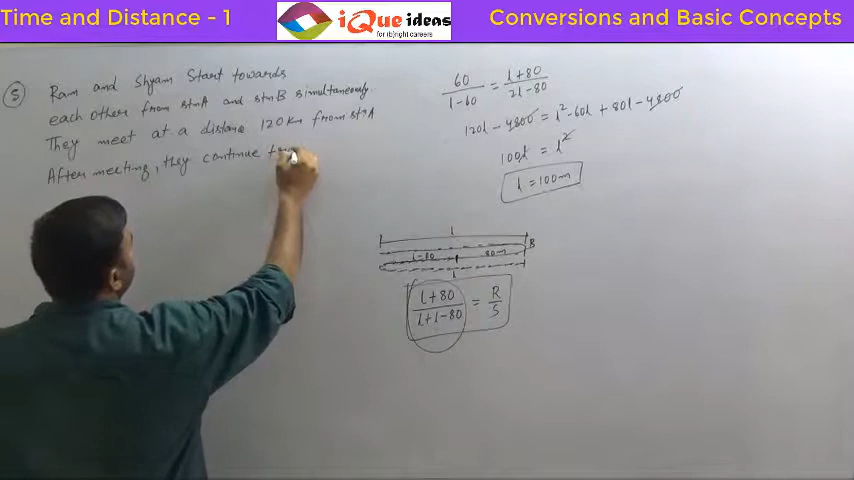 Time and Distance - 1
iQue ideas
for (b)right careers
Conversions and Basic Concepts
5
Ram and Shyam Start towards
each other from stnA and stnB simultaneously.
They meet at a distance 120km from stnA
After meeting, they continue
60/(l-60) = (l+80)/(2l-80)
120l - 4800 = l² - 60l + 80l - 4800
100l = l²
l = 100m
l
B
l-80 80m
l
(l+80)/(l+l-80) = R/S